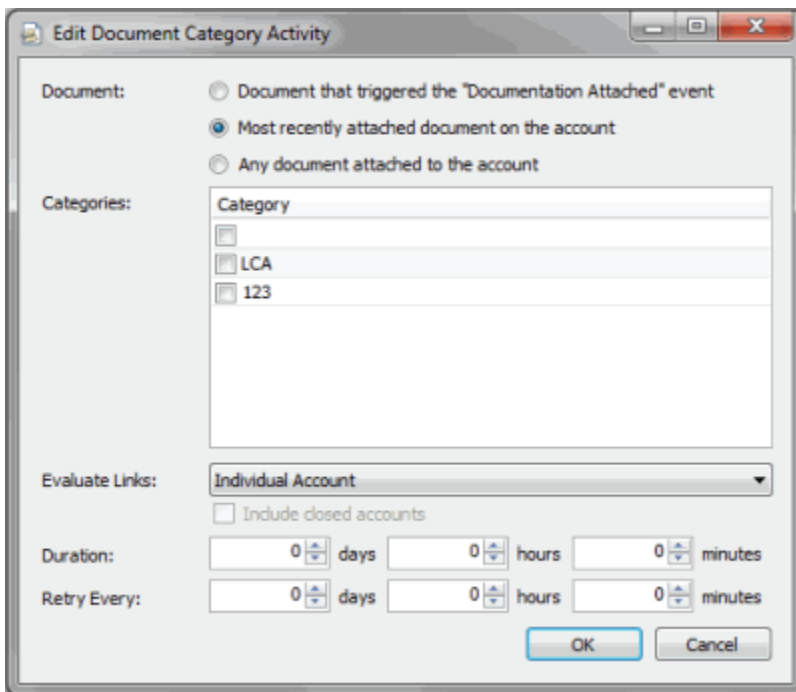 Edit Document Category Activity
Document:
Document that triggered the "Documentation Attached" event
Most recently attached document on the account
Any document attached to the account
Categories:
Category
LCA
123
Evaluate Links: Individual Account
Include closed accounts
Duration: 0 days 0 hours 0 minutes
Retry Every: 0 days 0 hours 0 minutes
OK Cancel